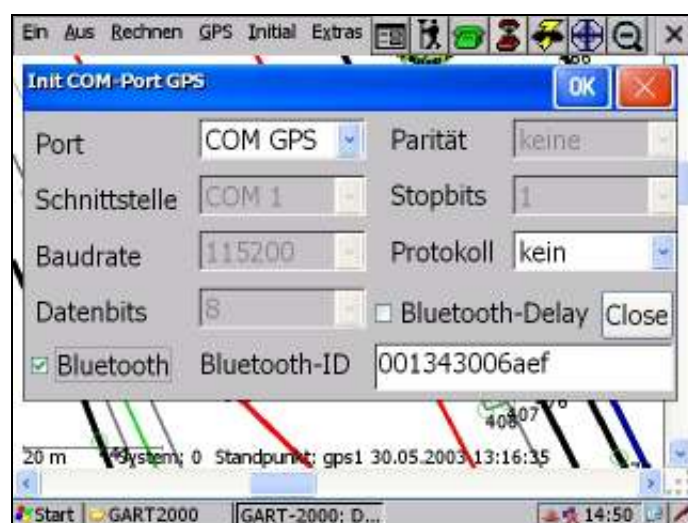 Ein Aus Rechnen GPS Initial Extras
Init COM-Port GPS OK
Port COM GPS Parität keine
Schnittstelle COM 1 Stopbits 1
Baudrate 115200 Protokoll kein
Datenbits 8 Bluetooth-Delay Close
Bluetooth Bluetooth-ID 001343006aef
408 407
20 m System: 0 Standpunkt: gps1 30.05.2003 13:16:35
Start GART2000 GART-2000: D... 14:50